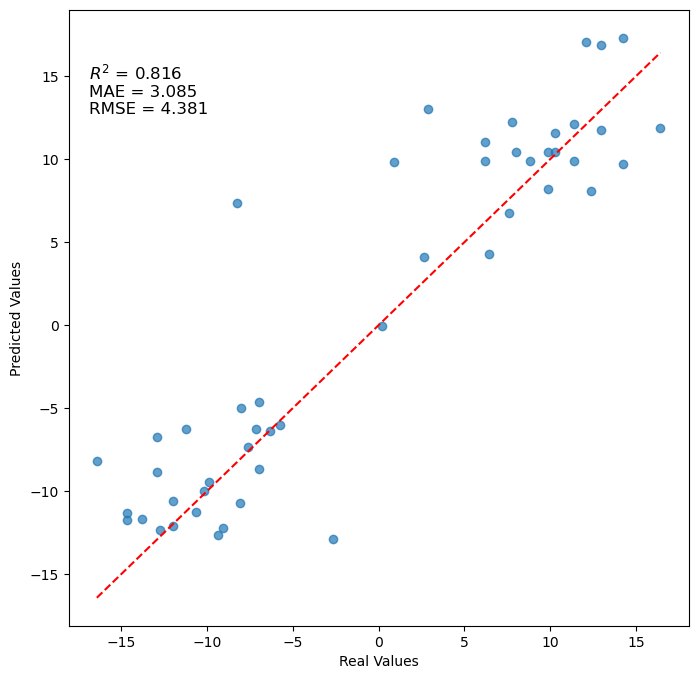 R² = 0.816
MAE = 3.085
RMSE = 4.381
15
10
5
0
−5
−10
−15
Predicted Values
−15 −10 −5 0 5 10 15
Real Values